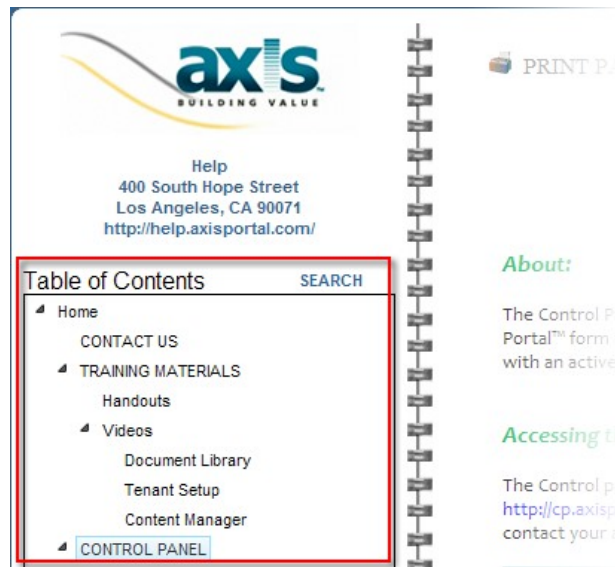 axis
BUILDING VALUE
Help
400 South Hope Street
Los Angeles, CA 90071
http://help.axisportal.com/
Table of Contents
SEARCH
Home
CONTACT US
TRAINING MATERIALS
Handouts
Videos
Document Library
Tenant Setup
Content Manager
CONTROL PANEL
PRINT
About:
The Control
Portal™ form
with an active
Accessing
The Control
http://cp.axisp
contact your